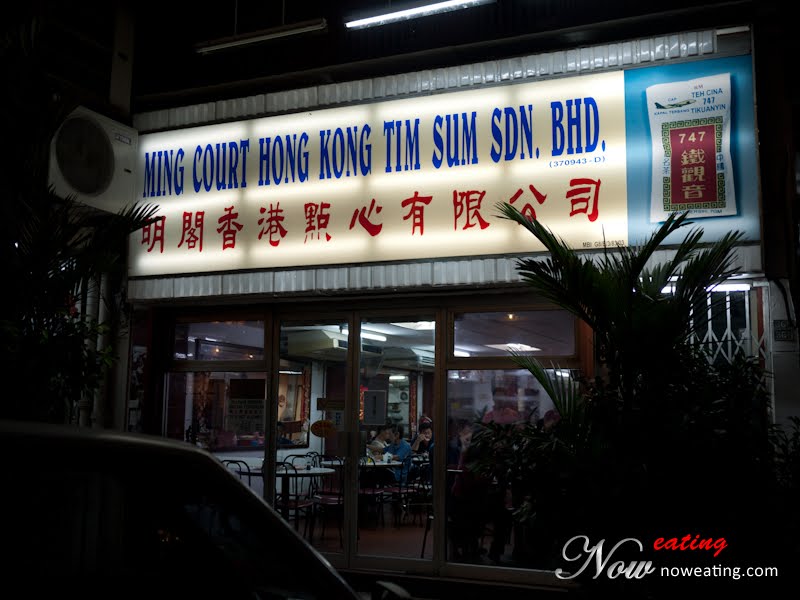 MING COURT HONG KONG TIM SUM SDN. BHD.
(370943-D)
明閣香港點心有限公司
TEH CINA
747
TIKUANYIN
747
鐵觀音
Now eating
noweating.com